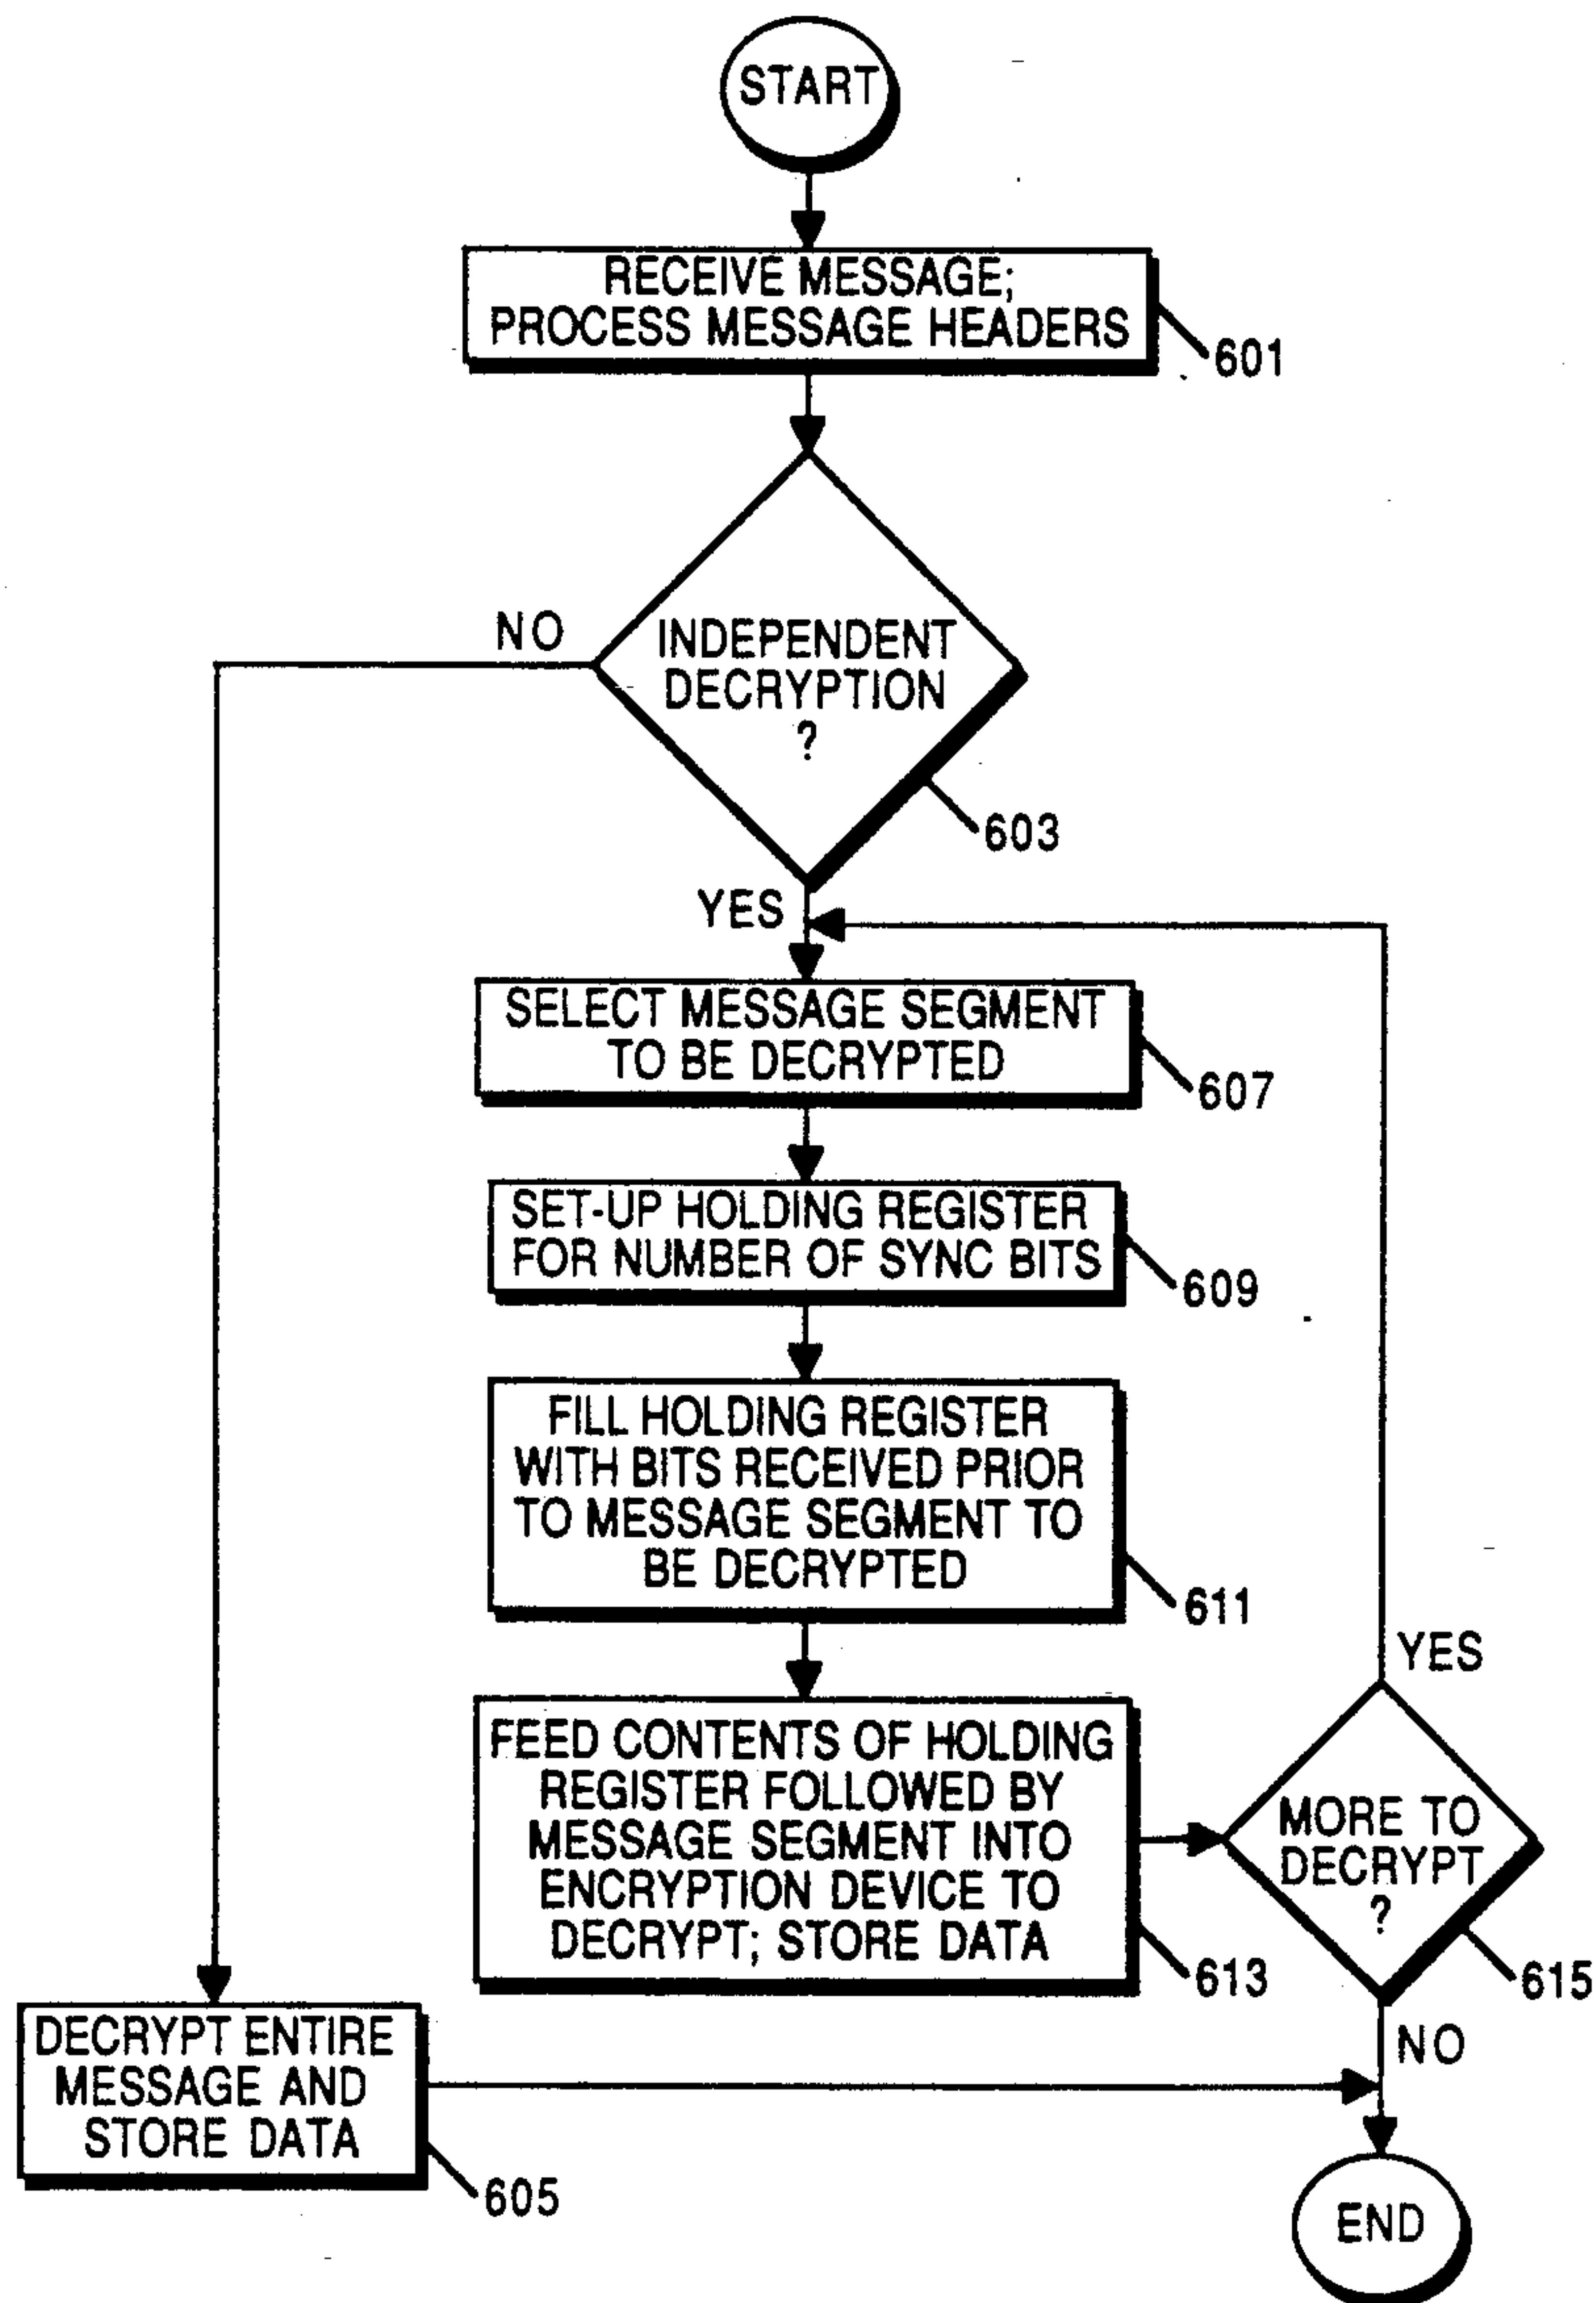 START
RECEIVE MESSAGE;
PROCESS MESSAGE HEADERS
601
NO
INDEPENDENT
DECRYPTION
?
603
YES
SELECT MESSAGE SEGMENT
TO BE DECRYPTED
607
SET-UP HOLDING REGISTER
FOR NUMBER OF SYNC BITS
609
FILL HOLDING REGISTER
WITH BITS RECEIVED PRIOR
TO MESSAGE SEGMENT TO
BE DECRYPTED
611
FEED CONTENTS OF HOLDING
REGISTER FOLLOWED BY
MESSAGE SEGMENT INTO
ENCRYPTION DEVICE TO
DECRYPT; STORE DATA
613
YES
MORE TO
DECRYPT
?
615
NO
DECRYPT ENTIRE
MESSAGE AND
STORE DATA
605
END